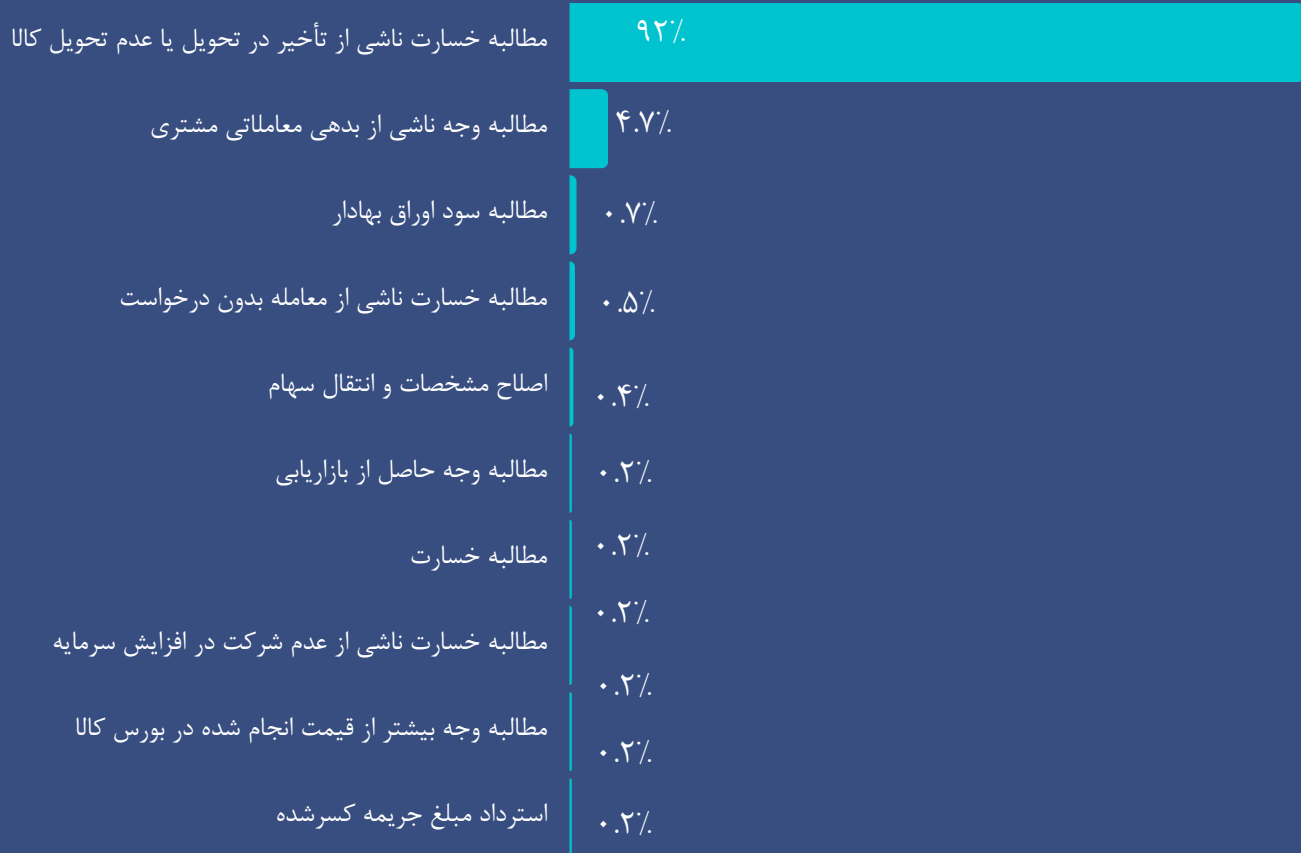 مطالبه خسارت ناشی از تأخیر در تحویل یا عدم تحویل کالا ۹۲٪
مطالبه وجه ناشی از بدهی معاملاتی مشتری ۴.۷٪
مطالبه سود اوراق بهادار ۰.۷٪
مطالبه خسارت ناشی از معامله بدون درخواست ۰.۵٪
اصلاح مشخصات و انتقال سهام ۰.۴٪
مطالبه وجه حاصل از بازاریابی ۰.۲٪
مطالبه خسارت ۰.۲٪
۰.۲٪
مطالبه خسارت ناشی از عدم شرکت در افزایش سرمایه
۰.۲٪
مطالبه وجه بیشتر از قیمت انجام شده در بورس کالا
۰.۲٪
استرداد مبلغ جریمه کسرشده ۰.۲٪